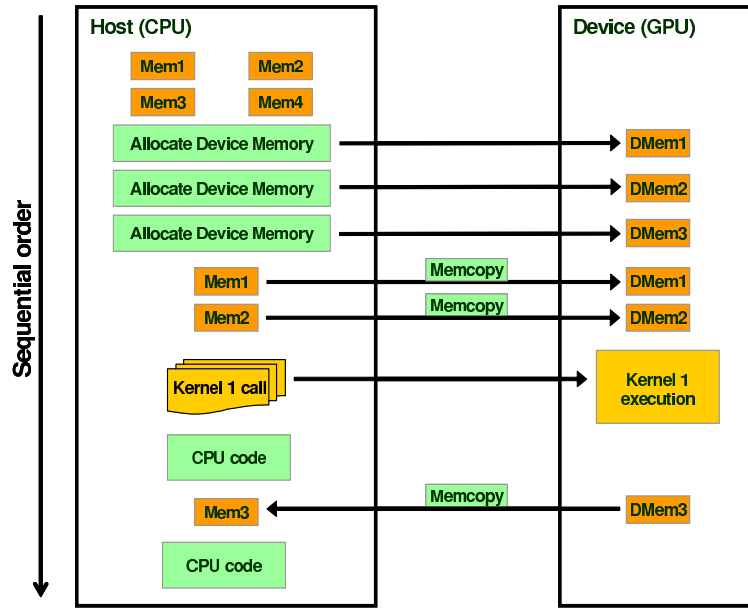 Sequential order
Host (CPU)
Device (GPU)
Mem1
Mem2
Mem3
Mem4
Allocate Device Memory
DMem1
Allocate Device Memory
DMem2
Allocate Device Memory
DMem3
Mem1
Memcopy
DMem1
Mem2
Memcopy
DMem2
Kernel 1 call
Kernel 1
execution
CPU code
Mem3
Memcopy
DMem3
CPU code